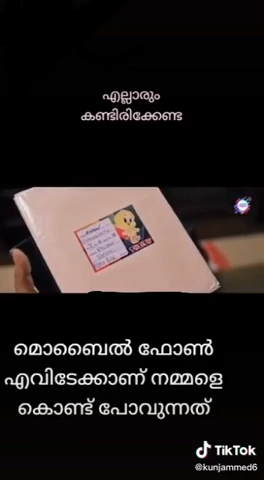 എല്ലാരും
കണ്ടിരിക്കേണ്ട
മൊബൈൽ ഫോൺ
എവിടേക്കാണ് നമ്മളെ
കൊണ്ട് പോവുന്നത്
TikTok
@kunjammed6